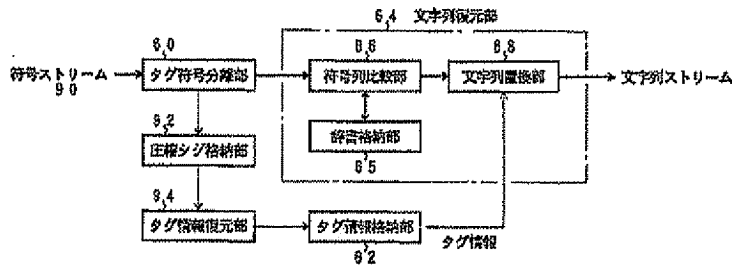 64 文字列復元部
60
66
68
符号ストリーム
90
タグ符号分離部
符号列比較部
文字列置換部
文字列ストリーム
92
圧縮タグ格納部
辞書格納部
65
94
タグ情報復元部
タグ情報格納部
タグ情報
62